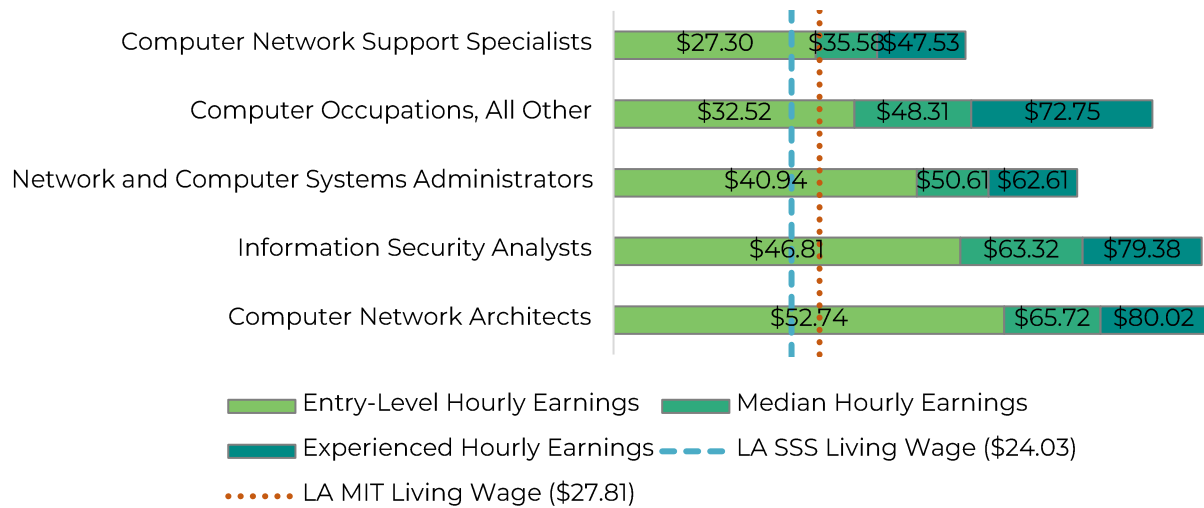 Computer Network Support Specialists $27.30 $35.58 $47.53
Computer Occupations, All Other $32.52 $48.31 $72.75
Network and Computer Systems Administrators $40.94 $50.61 $62.61
Information Security Analysts $46.81 $63.32 $79.38
Computer Network Architects $52.74 $65.72 $80.02
Entry-Level Hourly Earnings Median Hourly Earnings
Experienced Hourly Earnings LA SSS Living Wage ($24.03)
LA MIT Living Wage ($27.81)